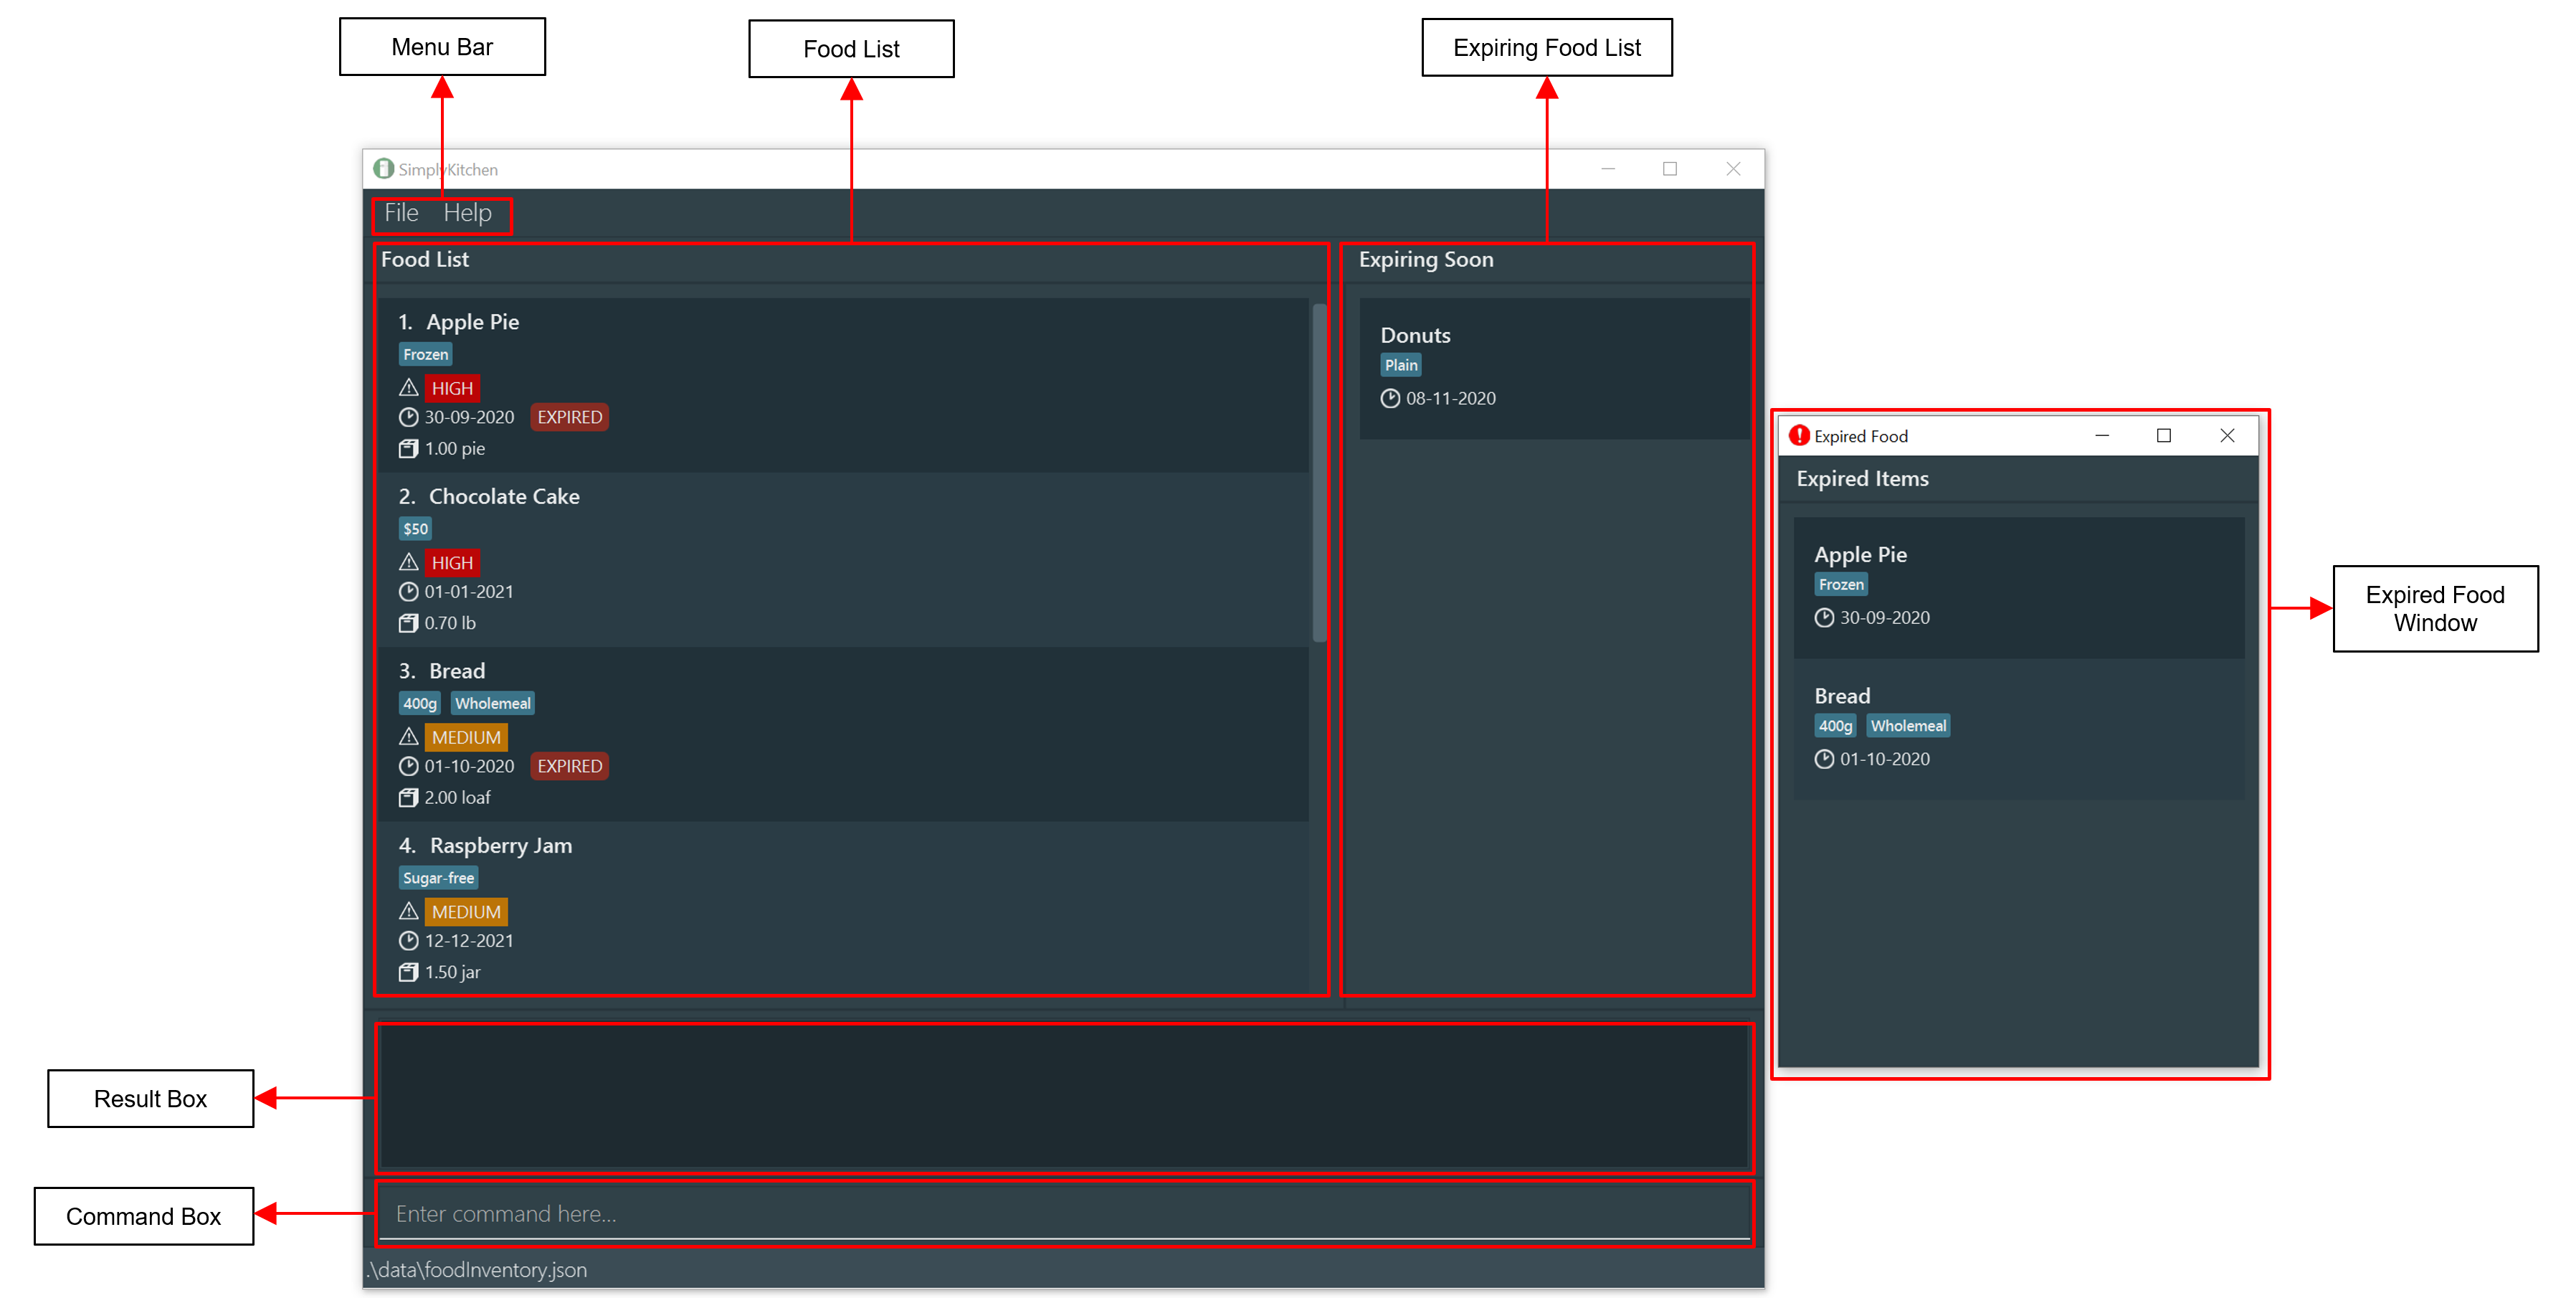 Menu Bar
Food List
Expiring Food List
SimplyKitchen
File Help
Food List
1. Apple Pie
Frozen
HIGH
30-09-2020 EXPIRED
1.00 pie
2. Chocolate Cake
$50
HIGH
01-01-2021
0.70 lb
3. Bread
400g Wholemeal
MEDIUM
01-10-2020 EXPIRED
2.00 loaf
4. Raspberry Jam
Sugar-free
MEDIUM
12-12-2021
1.50 jar
Expiring Soon
Donuts
Plain
08-11-2020
Expired Food
Expired Items
Apple Pie
Frozen
30-09-2020
Bread
400g Wholemeal
01-10-2020
Expired Food
Window
Result Box
Command Box
Enter command here...
.\data\foodInventory.json